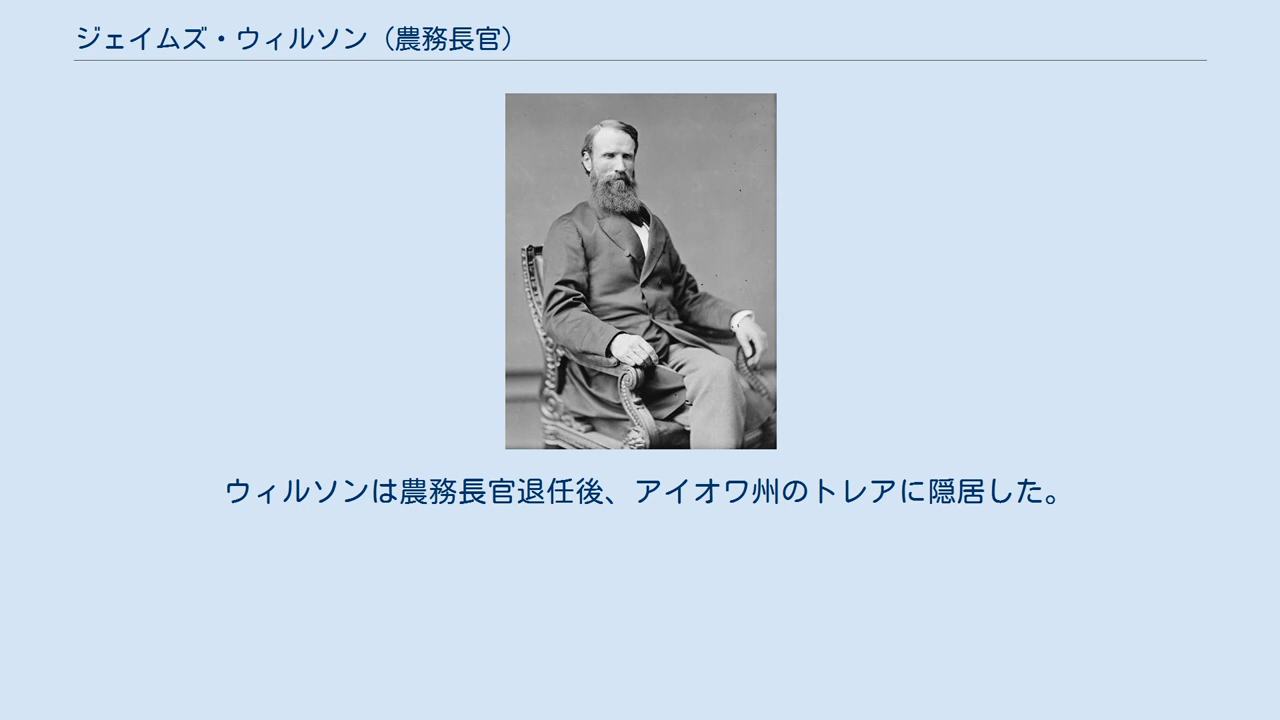 ジェイムズ・ウィルソン（農務長官）
ウィルソンは農務長官退任後、アイオワ州のトレアに隠居した。